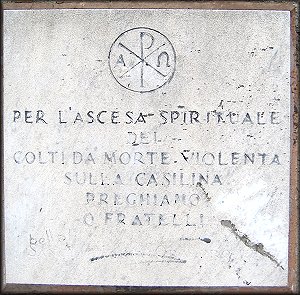 Α Ω
PER L'ASCESA SPIRITUALE
DEI
COLTI DA MORTE VIOLENTA
SULLA CASILINA
PREGHIAMO
O FRATELLI